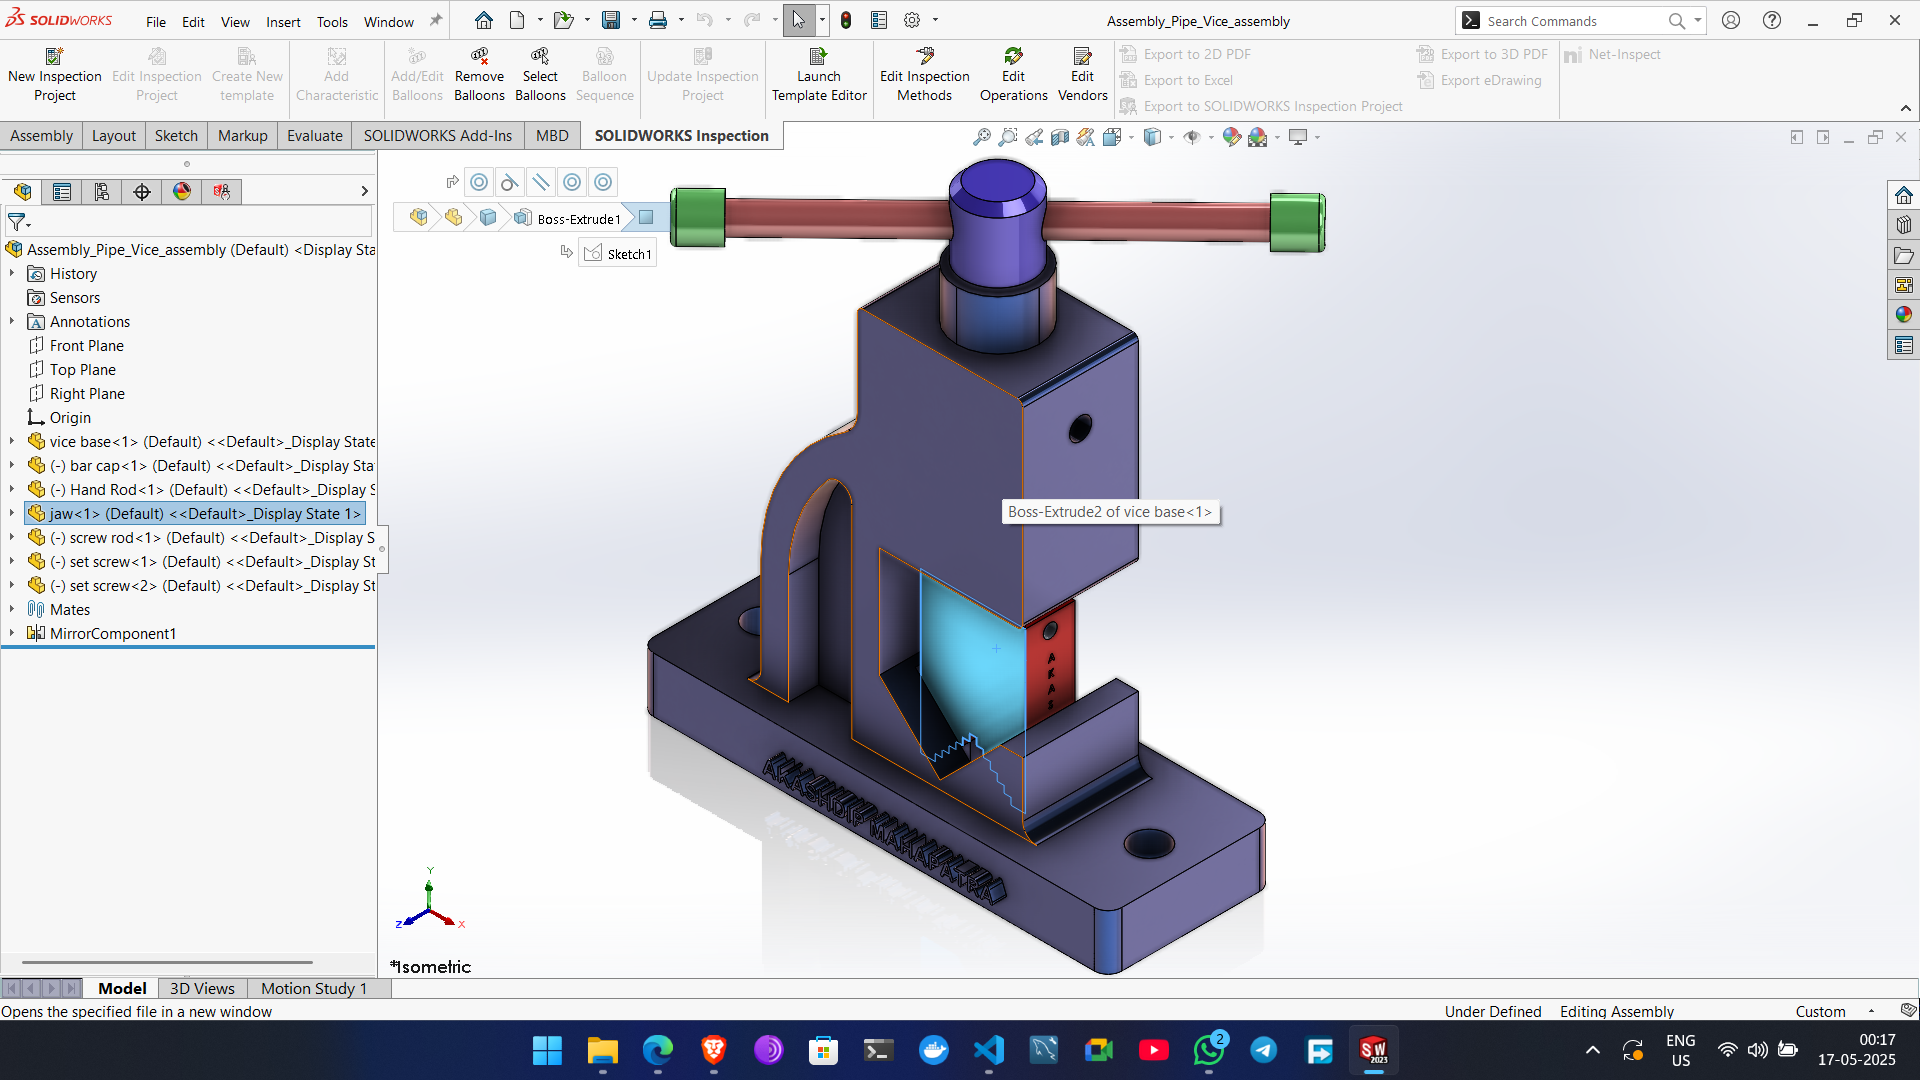 SOLIDWORKS
File Edit View Insert Tools Window
Assembly_Pipe_Vice_assembly
Search Commands
New Inspection Project
Edit Inspection Project
Create New template
Add Characteristic
Add/Edit Balloons
Remove Balloons
Select Balloons
Balloon Sequence
Update Inspection Project
Launch Template Editor
Edit Inspection Methods
Edit Operations
Edit Vendors
Export to 2D PDF
Export to Excel
Export to SOLIDWORKS Inspection Project
Export to 3D PDF
Export eDrawing
Net-Inspect
Assembly Layout Sketch Markup Evaluate SOLIDWORKS Add-Ins MBD SOLIDWORKS Inspection
Boss-Extrude1
Sketch1
Assembly_Pipe_Vice_assembly (Default) <Display Sta
History
Sensors
Annotations
Front Plane
Top Plane
Right Plane
Origin
vice base<1> (Default) <<Default>_Display State
(-) bar cap<1> (Default) <<Default>_Display Sta
(-) Hand Rod<1> (Default) <<Default>_Display S
jaw<1> (Default) <<Default>_Display State 1>
(-) screw rod<1> (Default) <<Default>_Display S
(-) set screw<1> (Default) <<Default>_Display St
(-) set screw<2> (Default) <<Default>_Display St
Mates
MirrorComponent1
Boss-Extrude2 of vice base<1>
AKAS
AKASHDIP MAHAPATRA
Y
Z
X
*Isometric
Model 3D Views Motion Study 1
Opens the specified file in a new window
Under Defined Editing Assembly Custom
2
SW
2023
ENG
US
00:17
17-05-2025